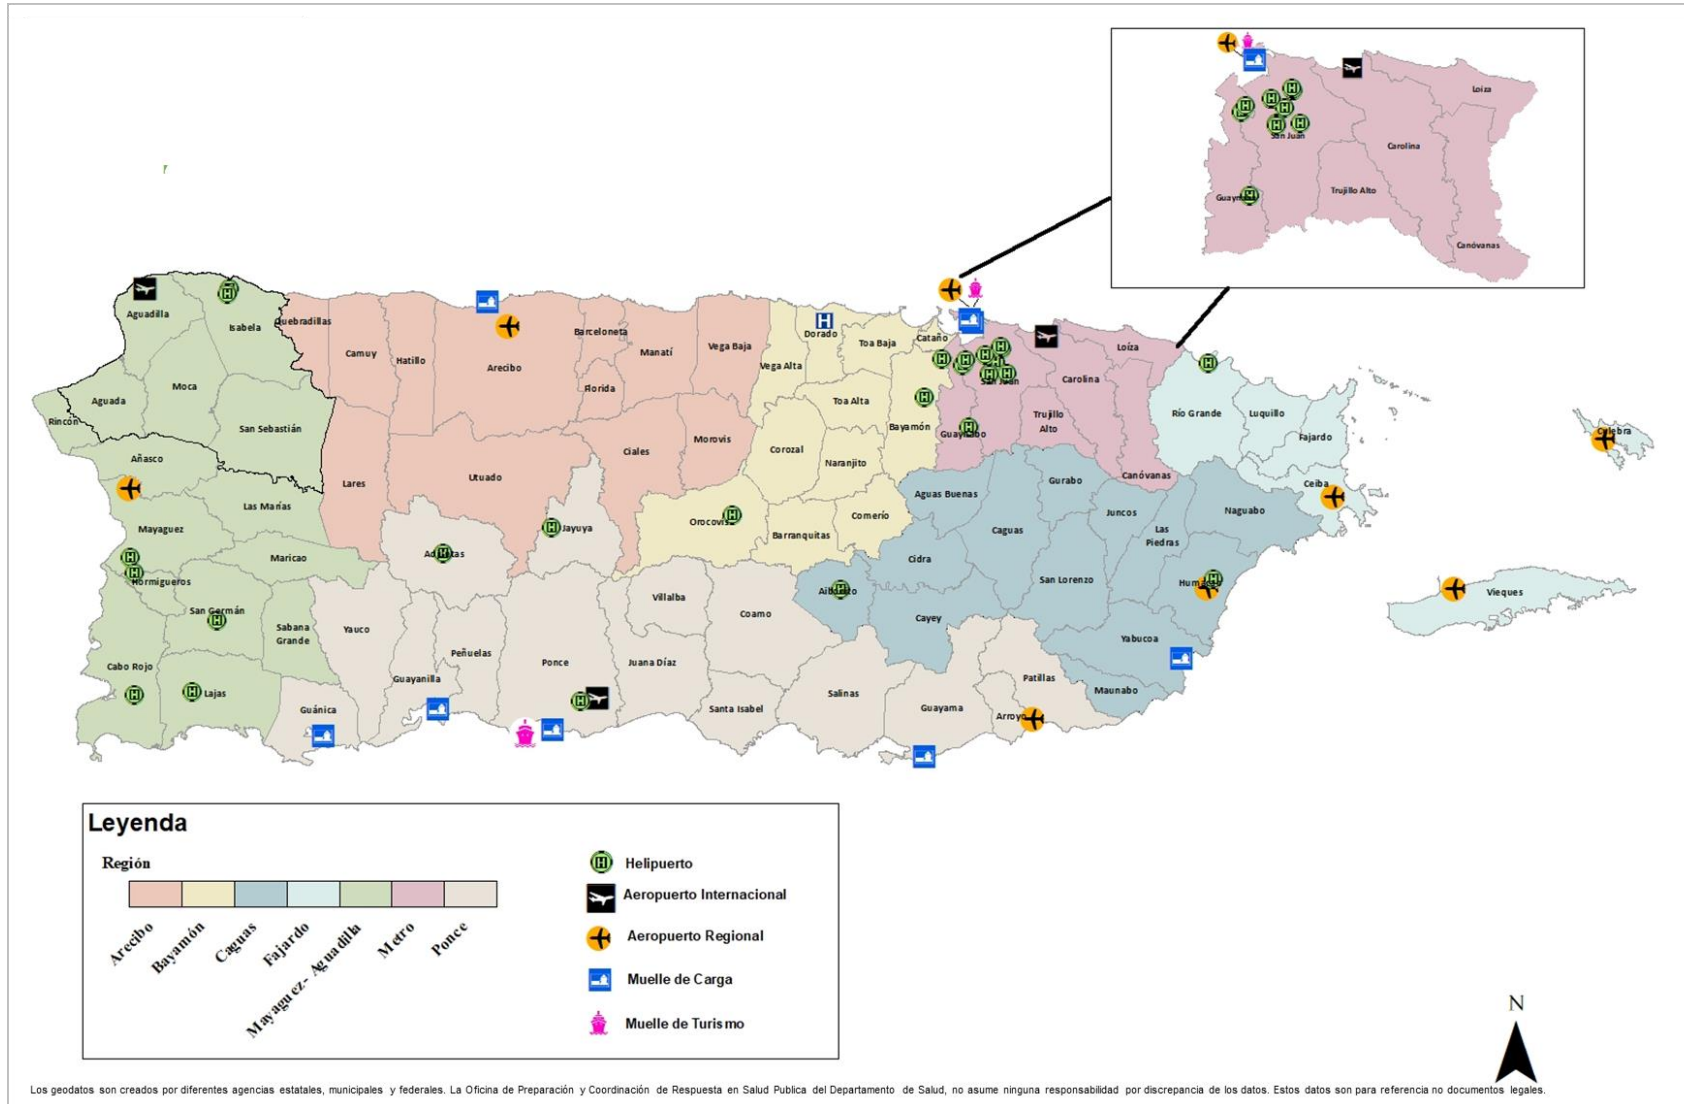 Loiza
San Juan
Carolina
Trujillo Alto
Canóvanas
Aguadilla
Isabela
Quebradillas
Camuy
Hatillo
Arecibo
Barceloneta
Florida
Manatí
Vega Baja
Vega Alta
Dorado
Toa Baja
Cataño
Toa Alta
Bayamón
San Juan
Guaynabo
Carolina
Trujillo
Alto
Loíza
Canóvanas
Río Grande
Luquillo
Fajardo
Ceiba
Culebra
Vieques
Moca
Aguada
Rincón
San Sebastián
Añasco
Las Marías
Mayaguez
Maricao
Hormigueros
San Germán
Sabana
Grande
Cabo Rojo
Lajas
Lares
Utuado
Ciales
Morovis
Corozal
Naranjito
Orocovis
Barranquitas
Comerío
Jayuya
Aguas Buenas
Gurabo
Caguas
Juncos
Las
Piedras
Naguabo
Cidra
San Lorenzo
Cayey
Yabucoa
Maunabo
Yauco
Guánica
Guayanilla
Peñuelas
Ponce
Villalba
Juana Díaz
Coamo
Santa Isabel
Salinas
Guayama
Patillas
Arroyo
Leyenda
Región
Arecibo
Bayamón
Caguas
Fajardo
Mayaguez- Aguadilla
Metro
Ponce
Helipuerto
Aeropuerto Internacional
Aeropuerto Regional
Muelle de Carga
Muelle de Turismo
N
Los geodatos son creados por diferentes agencias estatales, municipales y federales. La Oficina de Preparación y Coordinación de Respuesta en Salud Publica del Departamento de Salud, no asume ninguna responsabilidad por discrepancia de los datos. Estos datos son para referencia no documentos legales.